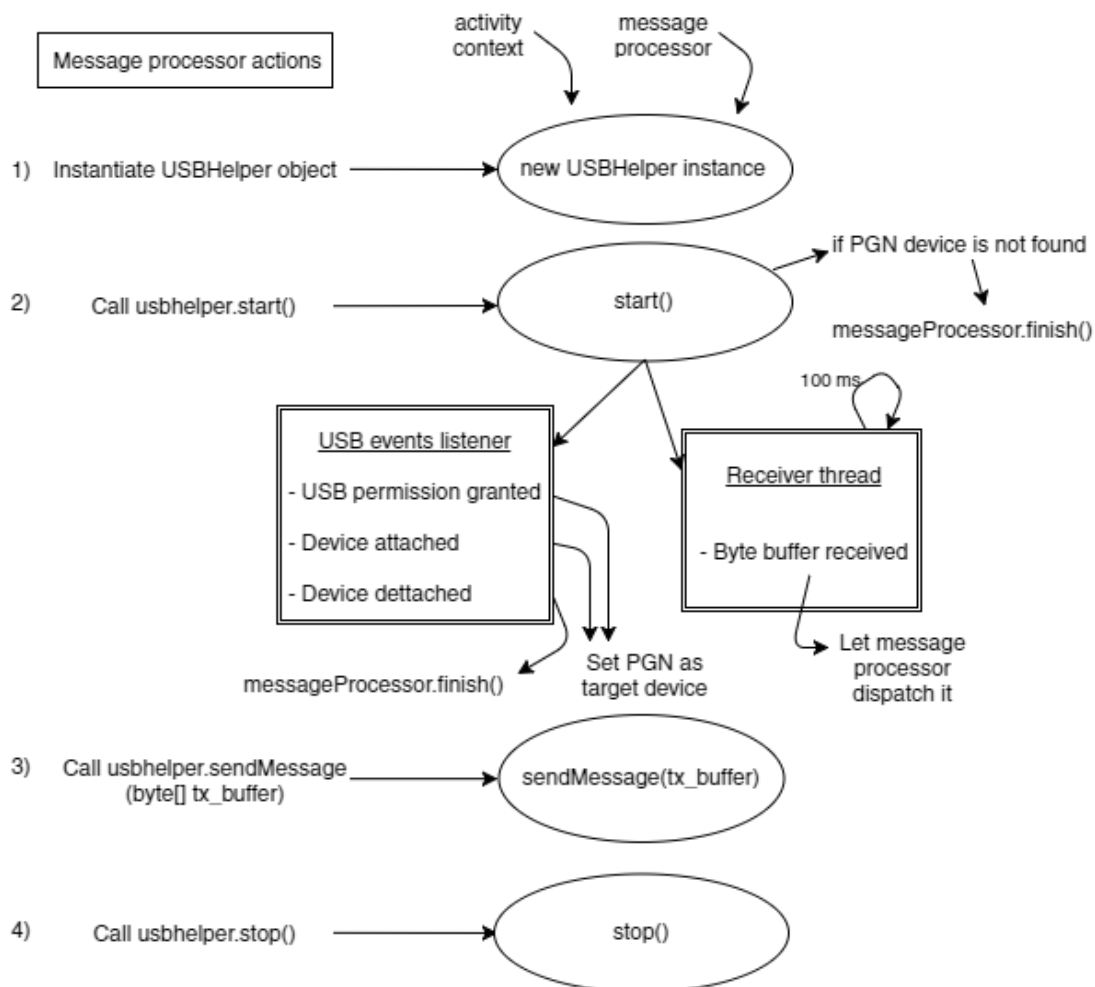 activity
context
message
processor
Message processor actions
1) Instantiate USBHelper object
new USBHelper instance
if PGN device is not found
2) Call usbhelper.start()
start()
messageProcessor.finish()
100 ms
USB events listener
- USB permission granted
- Device attached
- Device dettached
Receiver thread
- Byte buffer received
messageProcessor.finish()
Set PGN as
target device
Let message
processor
dispatch it
3) Call usbhelper.sendMessage
(byte[] tx_buffer)
sendMessage(tx_buffer)
4) Call usbhelper.stop()
stop()